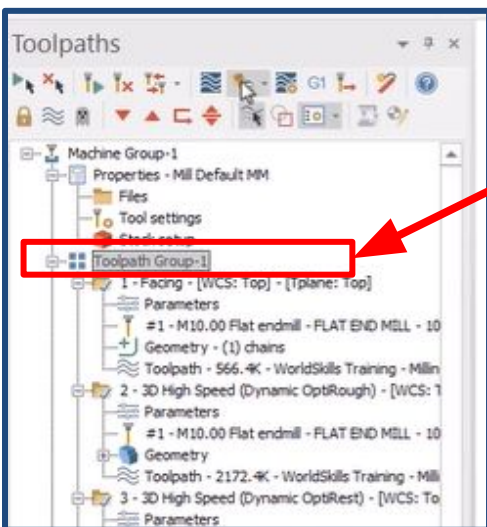 Toolpaths
G1
Machine Group-1
Properties - Mill Default MM
Files
Tool settings
Stock setup
Toolpath Group-1
1 - Facing - [WCS: Top] - [Tplane: Top]
Parameters
#1 - M10.00 Flat endmill - FLAT END MILL - 10
Geometry - (1) chains
Toolpath - 566.4K - WorldSkills Training - Millin
2 - 3D High Speed (Dynamic OptiRough) - [WCS: T
Parameters
#1 - M10.00 Flat endmill - FLAT END MILL - 10
Geometry
Toolpath - 2172.4K - WorldSkills Training - Milli
3 - 3D High Speed (Dynamic OptiRest) - [WCS: To
Parameters